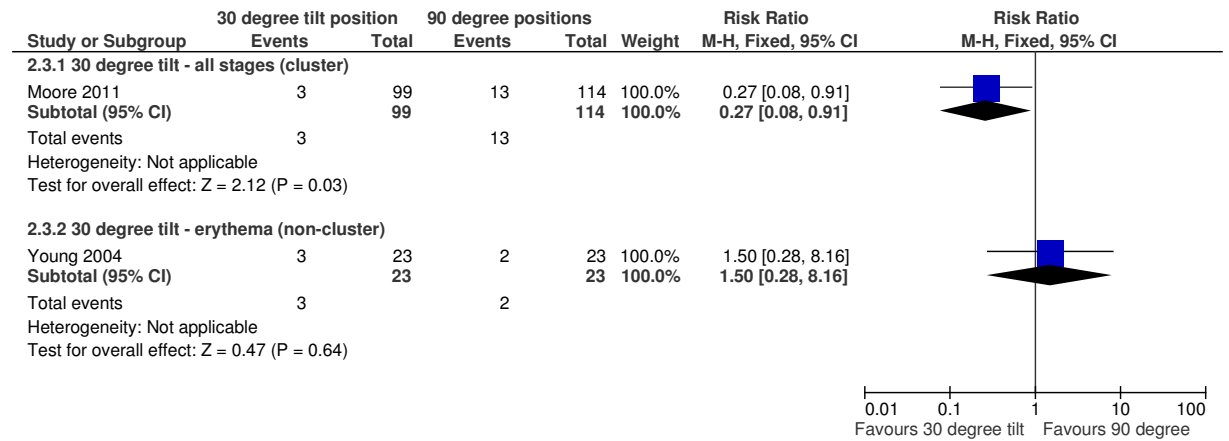 30 degree tilt position 90 degree positions Risk Ratio Risk Ratio
Study or Subgroup Events Total Events Total Weight M-H, Fixed, 95% CI M-H, Fixed, 95% CI
2.3.1 30 degree tilt - all stages (cluster)
Moore 2011 3 99 13 114 100.0% 0.27 [0.08, 0.91]
Subtotal (95% CI) 99 114 100.0% 0.27 [0.08, 0.91]
Total events 3 13
Heterogeneity: Not applicable
Test for overall effect: Z = 2.12 (P = 0.03)
2.3.2 30 degree tilt - erythema (non-cluster)
Young 2004 3 23 2 23 100.0% 1.50 [0.28, 8.16]
Subtotal (95% CI) 23 23 100.0% 1.50 [0.28, 8.16]
Total events 3 2
Heterogeneity: Not applicable
Test for overall effect: Z = 0.47 (P = 0.64)
0.01 0.1 1 10 100
Favours 30 degree tilt Favours 90 degree